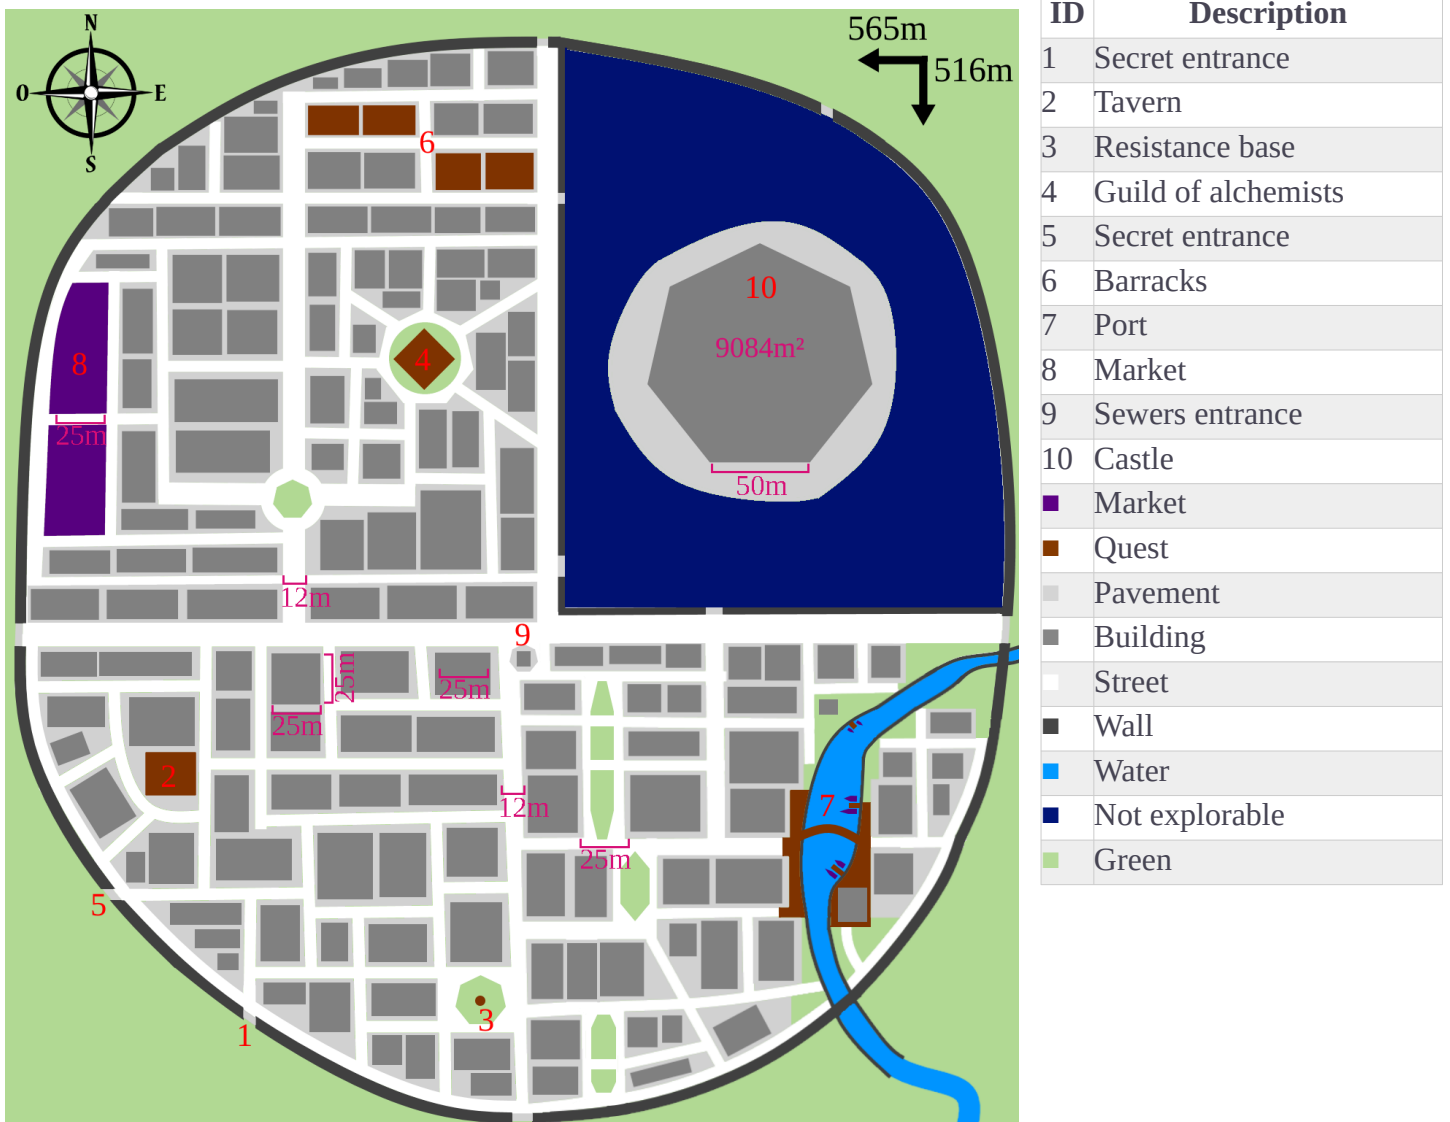 N
O
E
S
565m
516m
6
10
9084m²
4
8
25m
50m
12m
9
25m
25m
25m
2
12m
7
25m
5
3
1
ID Description
1 Secret entrance
2 Tavern
3 Resistance base
4 Guild of alchemists
5 Secret entrance
6 Barracks
7 Port
8 Market
9 Sewers entrance
10 Castle
Market
Quest
Pavement
Building
Street
Wall
Water
Not explorable
Green